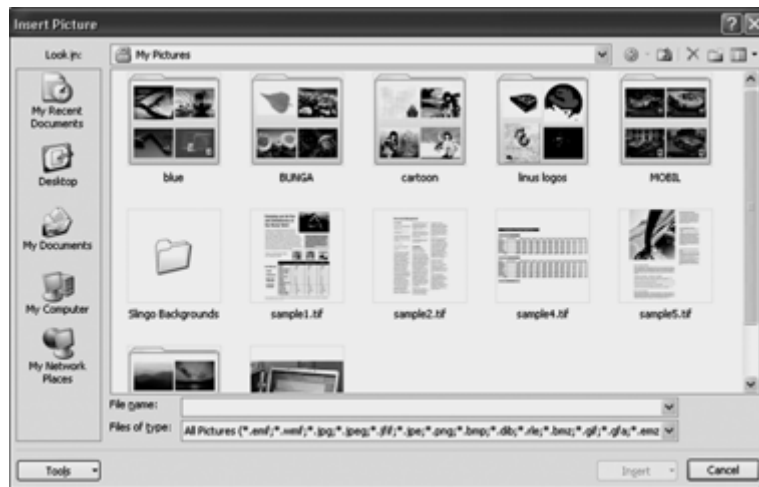 Insert Picture
Look in:
My Pictures
My Recent
Documents
Desktop
My Documents
My Computer
My Network
Places
blue
BUNGA
cartoon
linus logos
MOBIL
Slingo Backgrounds
sample1.tif
sample2.tif
sample4.tif
sample5.tif
File name:
Files of type:
All Pictures (*.emf;*.wmf;*.jpg;*.jpeg;*.jfif;*.jpe;*.png;*.bmp;*.dib;*.rle;*.bmz;*.gif;*.gfa;*.emz
Tools
Insert
Cancel